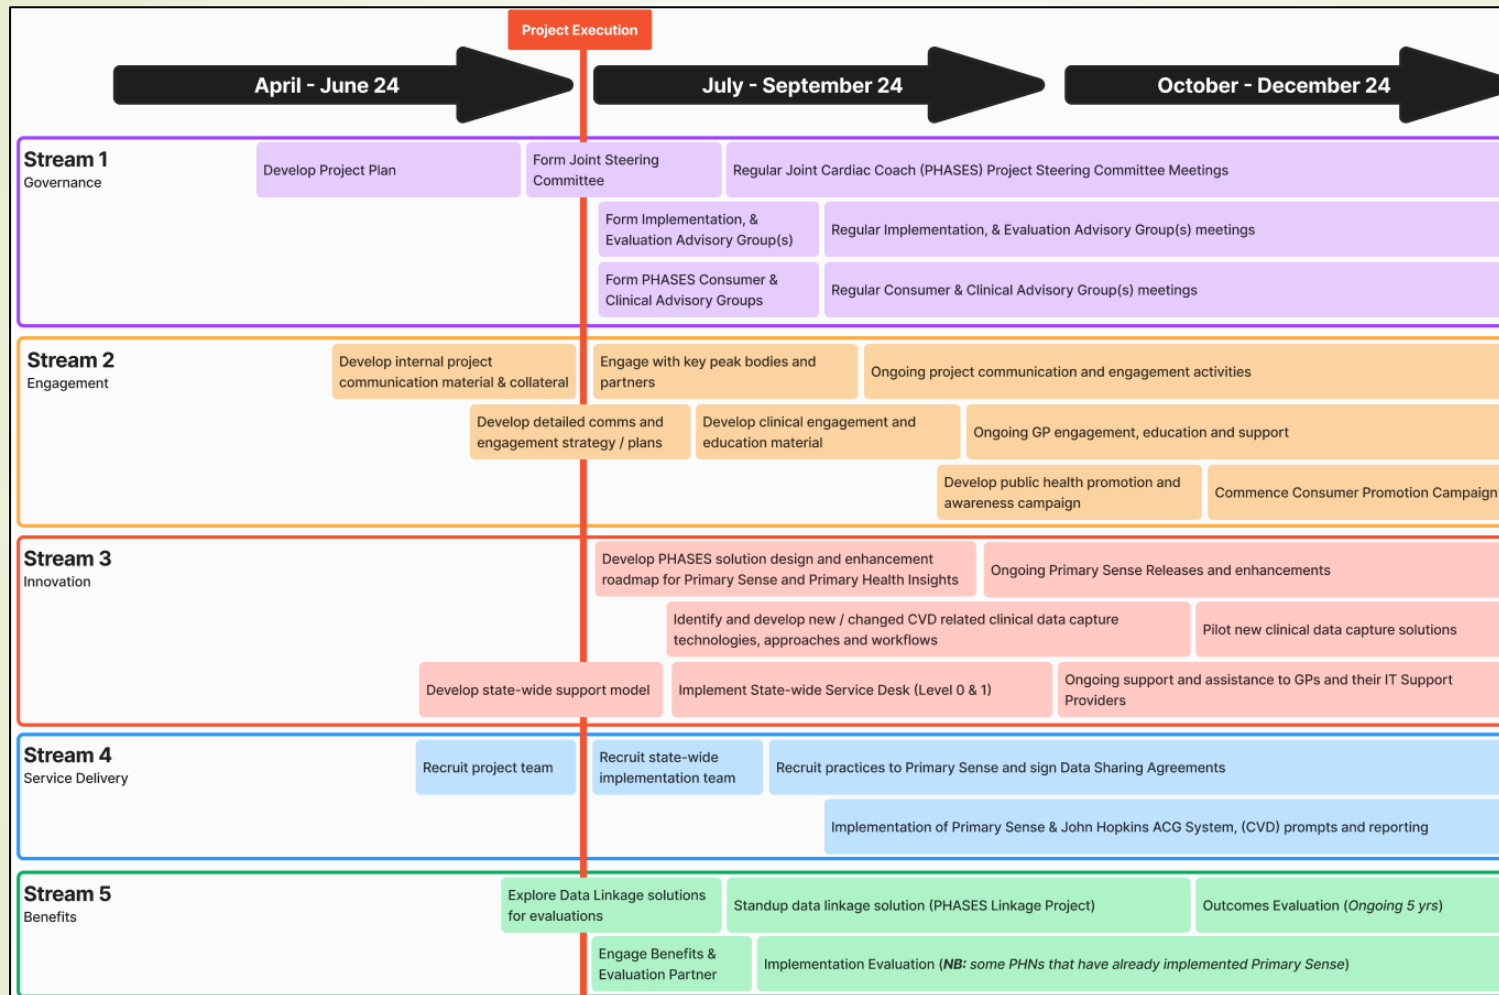 Project Execution
April - June 24
July - September 24
October - December 24
Stream 1
Governance
Develop Project Plan
Form Joint Steering
Committee
Regular Joint Cardiac Coach (PHASES) Project Steering Committee Meetings
Form Implementation, &
Evaluation Advisory Group(s)
Regular Implementation, & Evaluation Advisory Group(s) meetings
Form PHASES Consumer &
Clinical Advisory Groups
Regular Consumer & Clinical Advisory Group(s) meetings
Stream 2
Engagement
Develop internal project
communication material & collateral
Engage with key peak bodies and
partners
Ongoing project communication and engagement activities
Develop detailed comms and
engagement strategy / plans
Develop clinical engagement and
education material
Ongoing GP engagement, education and support
Develop public health promotion and
awareness campaign
Commence Consumer Promotion Campaign
Stream 3
Innovation
Develop PHASES solution design and enhancement
roadmap for Primary Sense and Primary Health Insights
Ongoing Primary Sense Releases and enhancements
Identify and develop new / changed CVD related clinical data capture
technologies, approaches and workflows
Pilot new clinical data capture solutions
Develop state-wide support model
Implement State-wide Service Desk (Level 0 & 1)
Ongoing support and assistance to GPs and their IT Support
Providers
Stream 4
Service Delivery
Recruit project team
Recruit state-wide
implementation team
Recruit practices to Primary Sense and sign Data Sharing Agreements
Implementation of Primary Sense & John Hopkins ACG System, (CVD) prompts and reporting
Stream 5
Benefits
Explore Data Linkage solutions
for evaluations
Standup data linkage solution (PHASES Linkage Project)
Outcomes Evaluation (Ongoing 5 yrs)
Engage Benefits &
Evaluation Partner
Implementation Evaluation (NB: some PHNs that have already implemented Primary Sense)